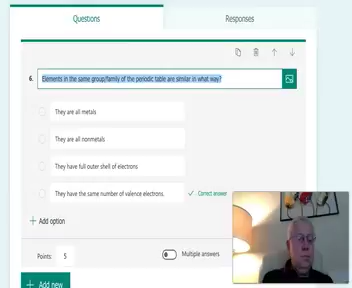 Questions
Responses
6. Elements in the same group/family of the periodic table are similar in what way?
They are all metals
They are all nonmetals
They have full outer shell of electrons
They have the same number of valence electrons.
Correct answer
+ Add option
Points: 5
Multiple answers
+ Add new